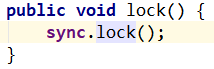 public void lock() {
    sync.lock();
}